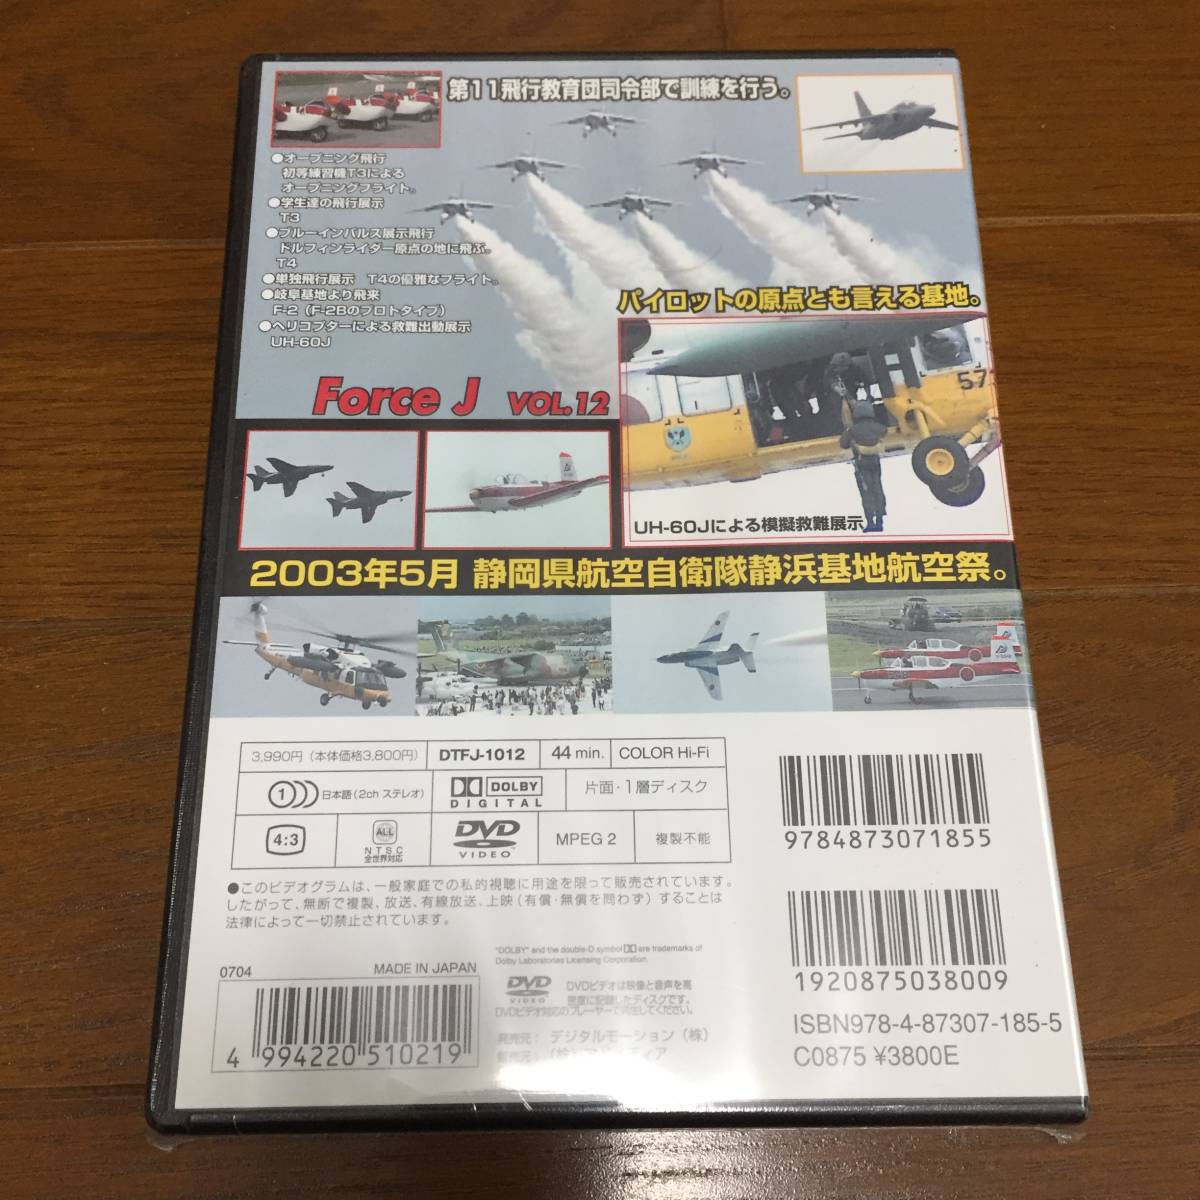 第11飛行教育団司令部で訓練を行う。
●オープニング飛行
初等練習機T3による
オープニングフライト。
●学生達の飛行展示
T3
●ブルーインパルス展示飛行
ドルフィンライダー原点の地に飛ぶ。
T4
●単独飛行展示 T4の優雅なフライト。
●岐阜基地より飛来
F-2（F-2Bのプロトタイプ）
●ヘリコプターによる救難出動展示
UH-60J
パイロットの原点とも言える基地。
Force J VOL.12
57
UH-60Jによる模擬救難展示
2003年5月 静岡県航空自衛隊静浜基地航空祭。
3,990円（本体価格3,800円） DTFJ-1012 44 min. COLOR Hi-Fi
1 日本語（2ch ステレオ） DOLBY DIGITAL 片面・1層ディスク
4:3 ALL NTSC 全世界対応 DVD VIDEO MPEG 2 複製不能
●このビデオグラムは、一般家庭での私的視聴に用途を限って販売されています。
したがって、無断で複製、放送、有線放送、上映（有償・無償を問わず）することは
法律によって一切禁止されています。
9784873071855
1920875038009
ISBN978-4-87307-185-5
C0875 ¥3800E
"DOLBY" and the double-D symbol are trademarks of
Dolby Laboratories Licensing Corporation.
0704 MADE IN JAPAN
4 994220 510219
DVD VIDEO
DVDビデオは映像と音声を高
密度に記録したディスクです。
DVDビデオ対応のプレーヤーで再生してください。
発売元：デジタルモーション（株）